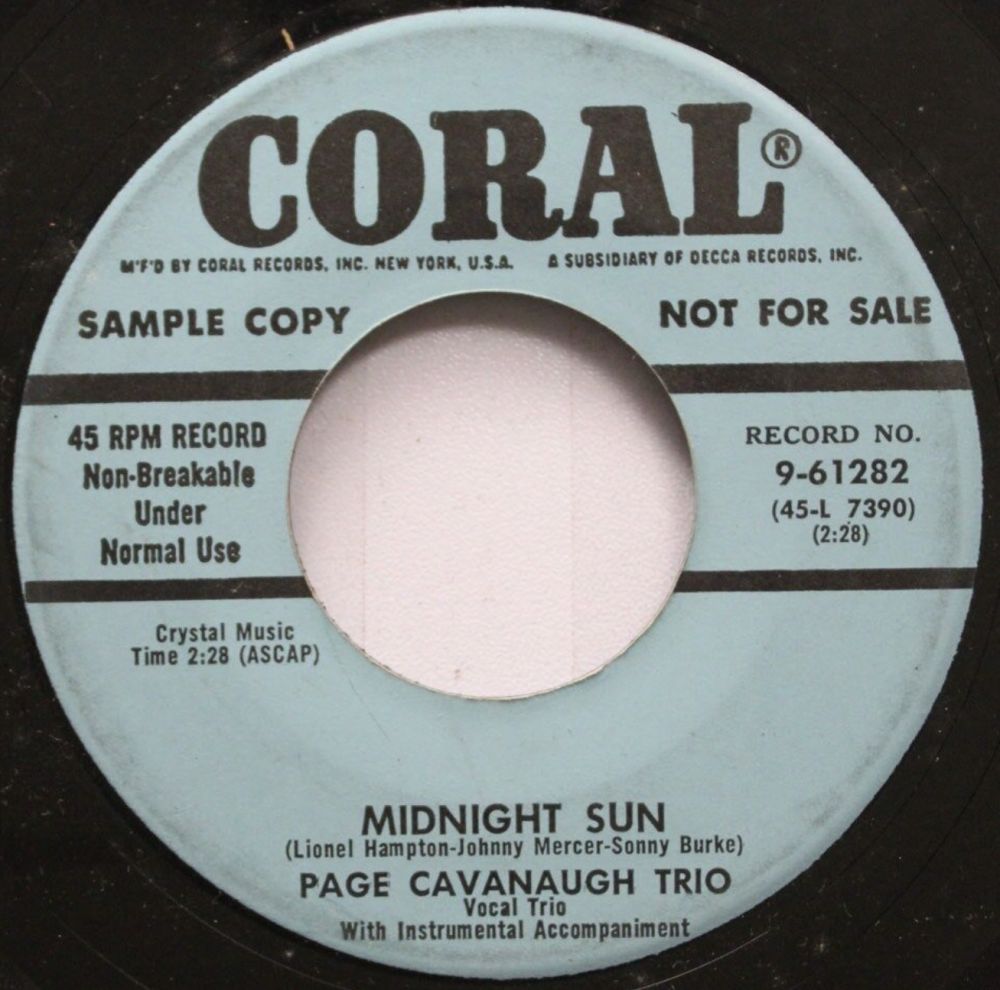 CORAL®
M'F'D BY CORAL RECORDS, INC. NEW YORK, U.S.A. A SUBSIDIARY OF DECCA RECORDS, INC.
SAMPLE COPY NOT FOR SALE
45 RPM RECORD
Non-Breakable
Under
Normal Use
RECORD NO.
9-61282
(45-L 7390)
(2:28)
Crystal Music
Time 2:28 (ASCAP)
MIDNIGHT SUN
(Lionel Hampton-Johnny Mercer-Sonny Burke)
PAGE CAVANAUGH TRIO
Vocal Trio
With Instrumental Accompaniment